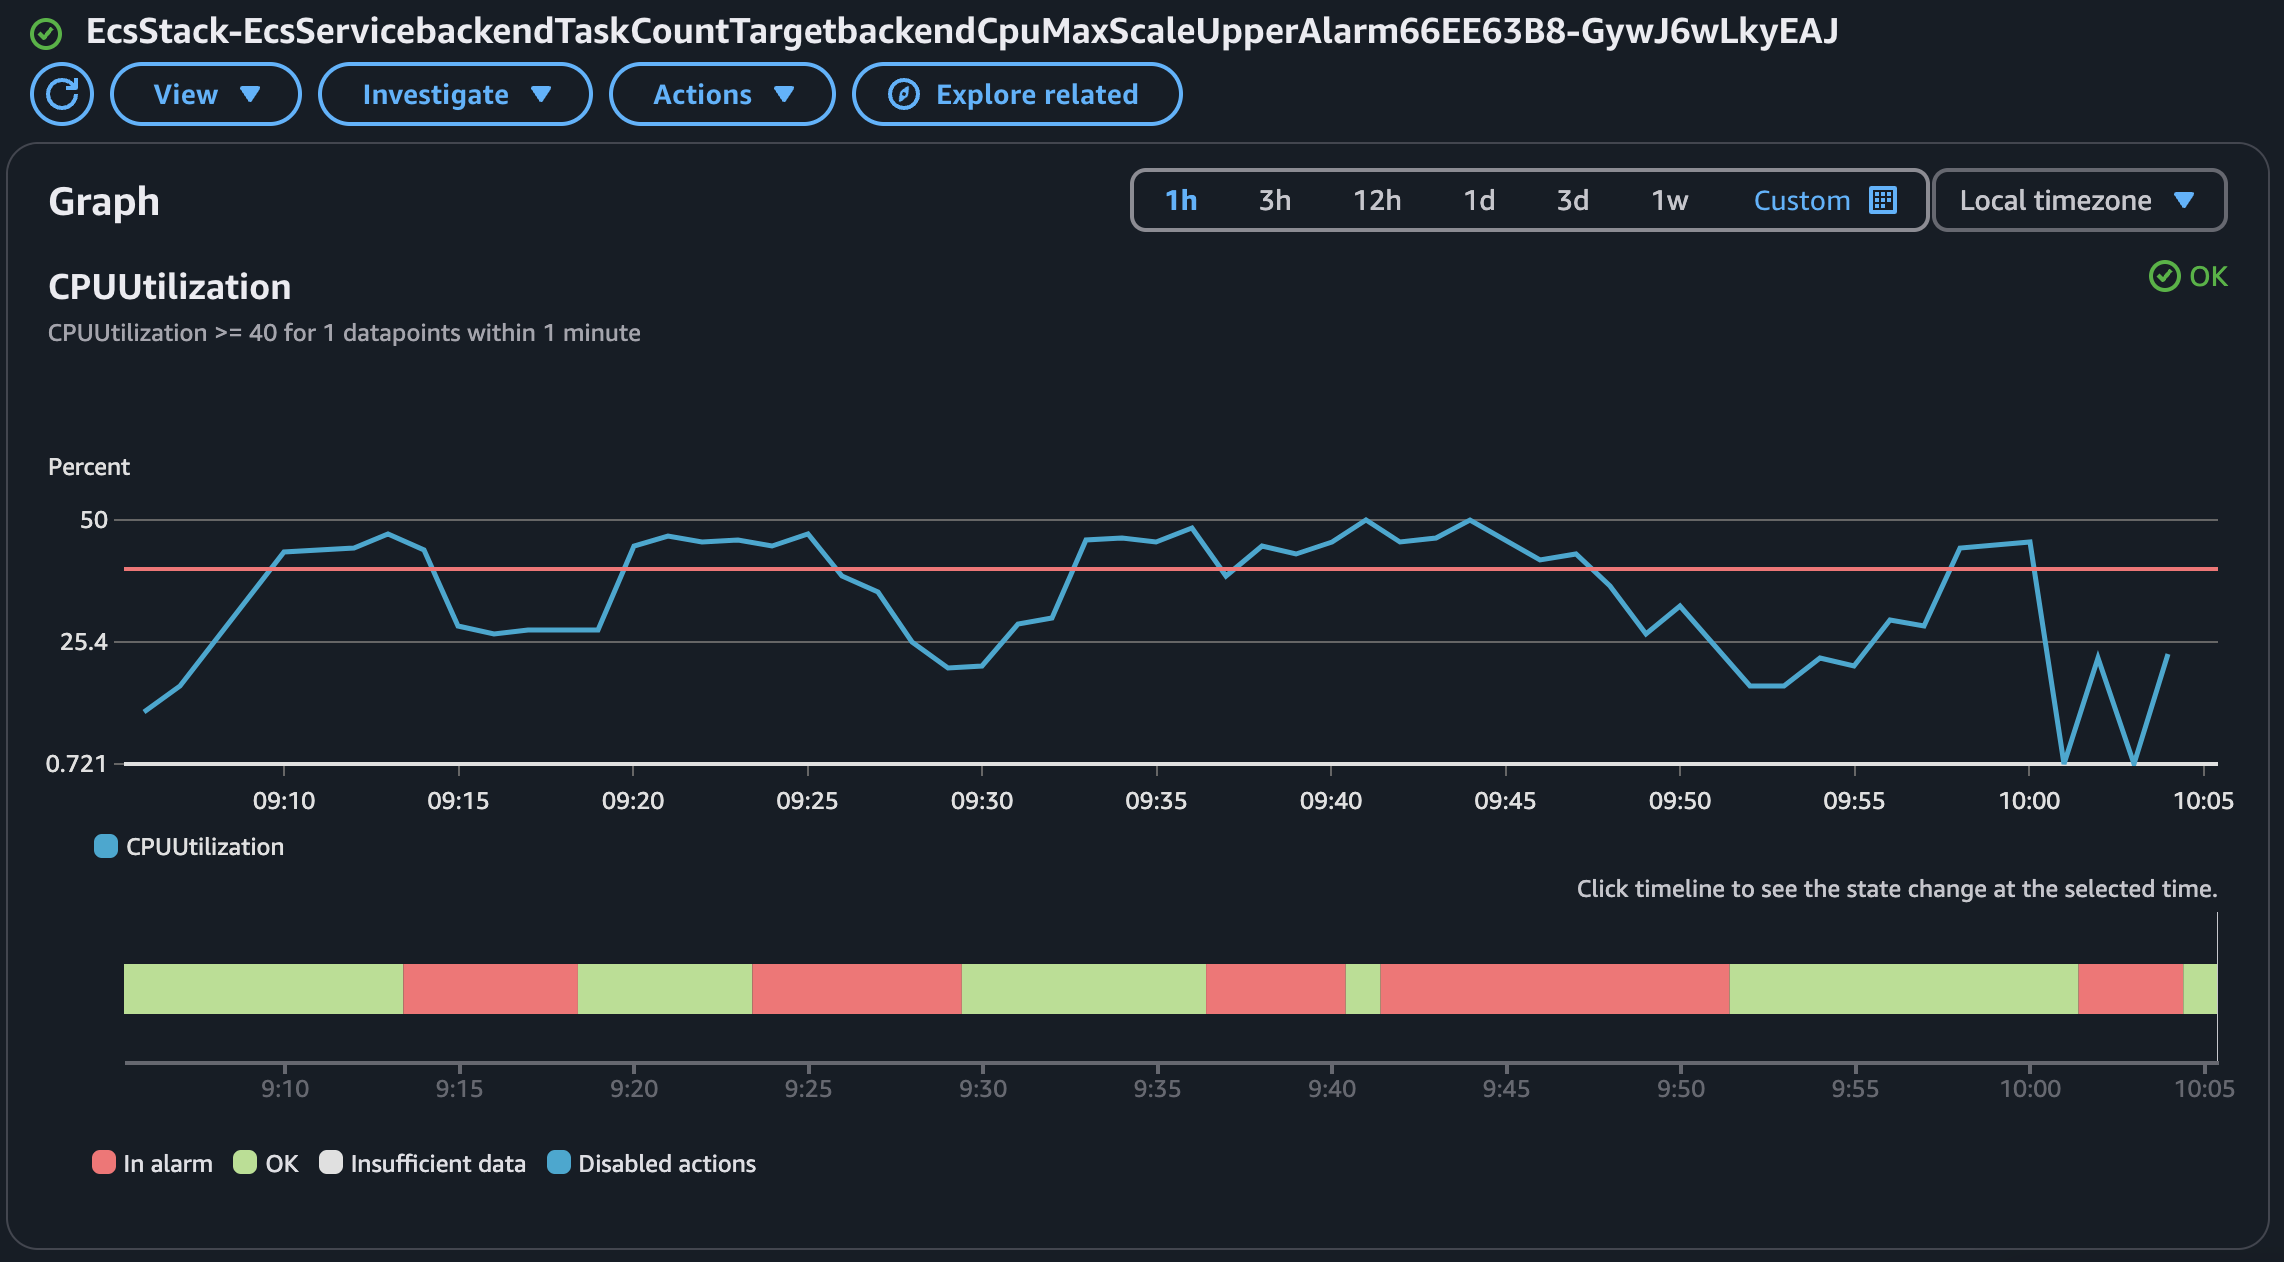 EcsStack-EcsServicebackendTaskCountTargetbackendCpuMaxScaleUpperAlarm66EE63B8-GywJ6wLkyEAJ
View Investigate Actions Explore related
Graph 1h 3h 12h 1d 3d 1w Custom Local timezone
CPUUtilization OK
CPUUtilization >= 40 for 1 datapoints within 1 minute
Percent
50
25.4
0.721
09:10 09:15 09:20 09:25 09:30 09:35 09:40 09:45 09:50 09:55 10:00 10:05
CPUUtilization
Click timeline to see the state change at the selected time.
9:10 9:15 9:20 9:25 9:30 9:35 9:40 9:45 9:50 9:55 10:00 10:05
In alarm OK Insufficient data Disabled actions